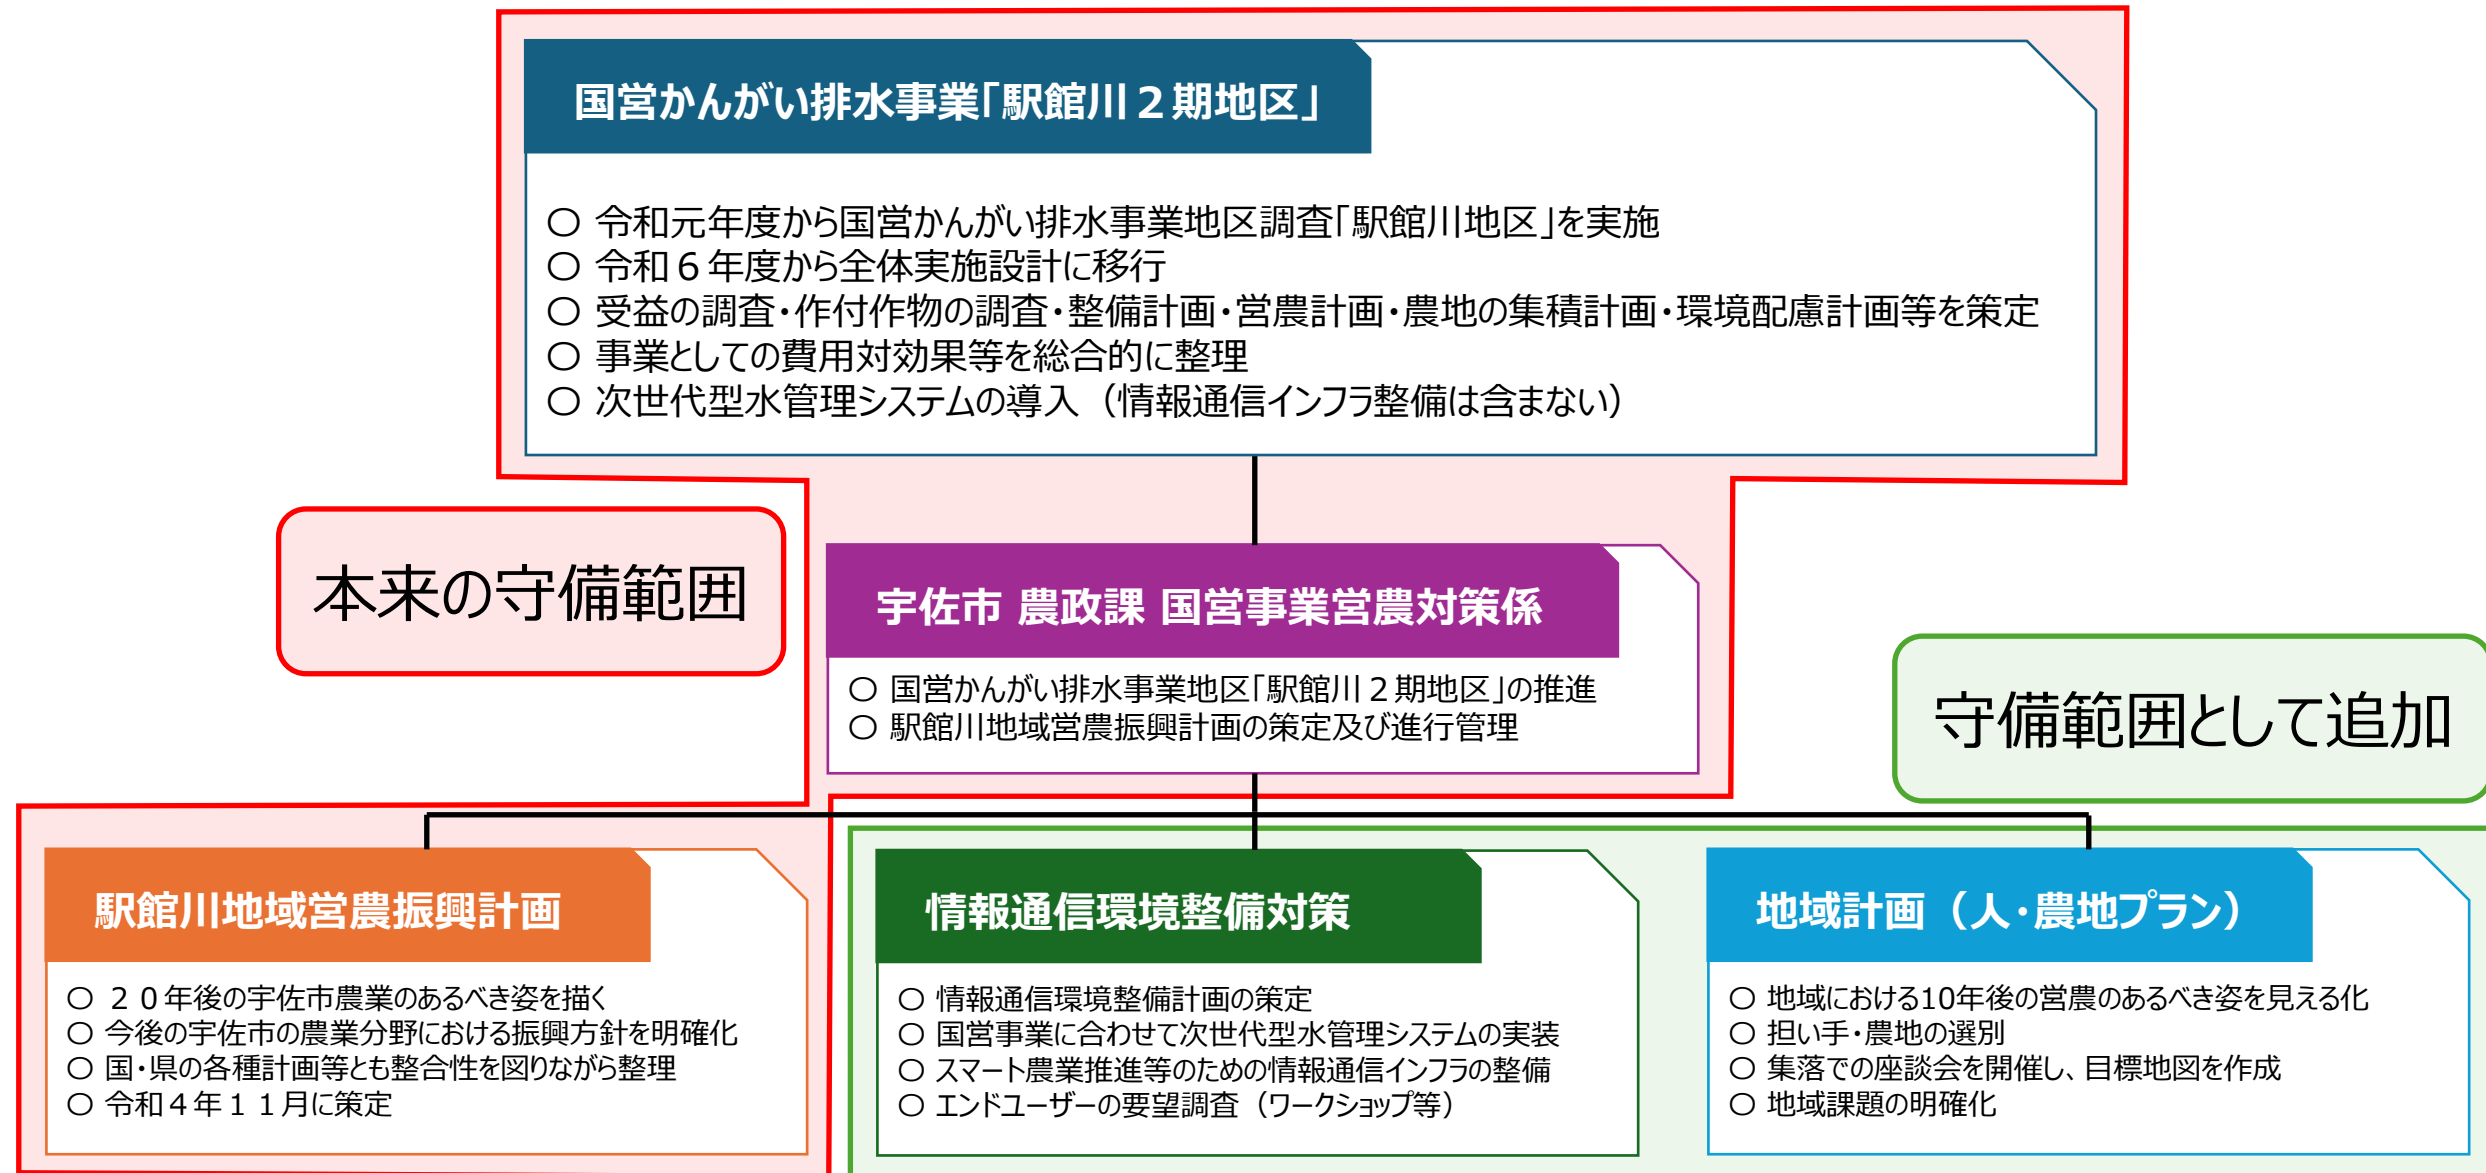 国営かんがい排水事業「駅館川２期地区」
〇 令和元年度から国営かんがい排水事業地区調査「駅館川地区」を実施
〇 令和６年度から全体実施設計に移行
〇 受益の調査・作付作物の調査・整備計画・営農計画・農地の集積計画・環境配慮計画等を策定
〇 事業としての費用対効果等を総合的に整理
〇 次世代型水管理システムの導入（情報通信インフラ整備は含まない）
本来の守備範囲
宇佐市 農政課 国営事業営農対策係
〇 国営かんがい排水事業地区「駅館川２期地区」の推進
〇 駅館川地域営農振興計画の策定及び進行管理
守備範囲として追加
駅館川地域営農振興計画
〇 ２０年後の宇佐市農業のあるべき姿を描く
〇 今後の宇佐市の農業分野における振興方針を明確化
〇 国・県の各種計画等とも整合性を図りながら整理
〇 令和４年１１月に策定
情報通信環境整備対策
〇 情報通信環境整備計画の策定
〇 国営事業に合わせて次世代型水管理システムの実装
〇 スマート農業推進等のための情報通信インフラの整備
〇 エンドユーザーの要望調査（ワークショップ等）
地域計画（人・農地プラン）
〇 地域における10年後の営農のあるべき姿を見える化
〇 担い手・農地の選別
〇 集落での座談会を開催し、目標地図を作成
〇 地域課題の明確化